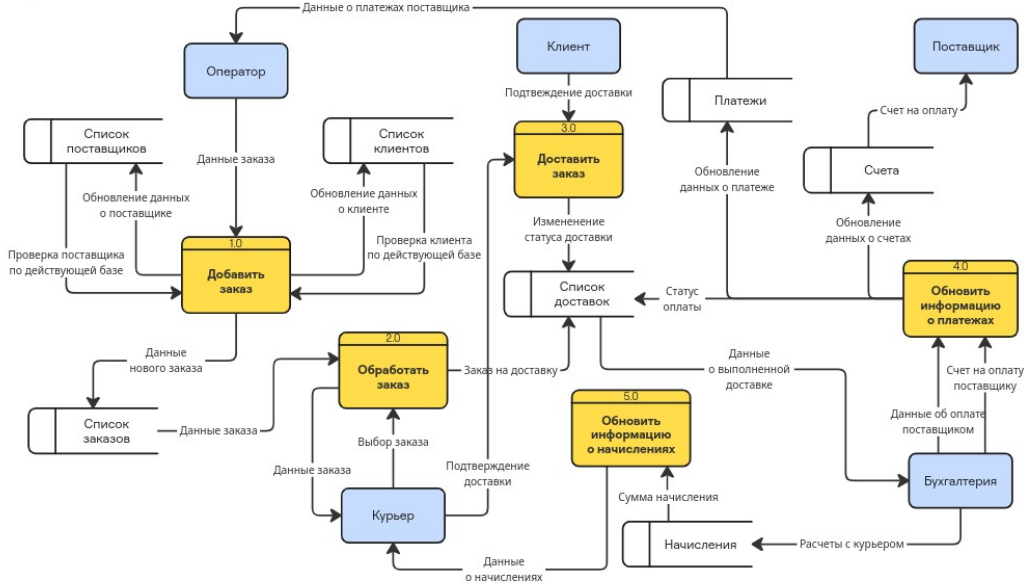 Данные о платежах поставщика
Оператор
Клиент
Поставщик
Подтвеждение доставки
Платежи
Счет на оплату
Список
поставщиков
Список
клиентов
Данные заказа
3.0
Доставить
заказ
Счета
Обновление данных
о поставщике
Обновление данных
о клиенте
Обновление
данных о платеже
Изменение
статуса доставки
Обновление
данных о счетах
Проверка поставщика
по действующей базе
1.0
Добавить
заказ
Проверка клиента
по действующей базе
Список
доставок
Статус
оплаты
4.0
Обновить
информацию
о платежах
Данные
нового заказа
2.0
Обработать
заказ
Заказ на доставку
Данные
о выполненной
доставке
Счет на оплату
поставщику
Список
заказов
Данные заказа
Выбор заказа
5.0
Обновить
информацию
о начислениях
Данные об оплате
поставщиком
Данные заказа
Подтверждение
доставки
Курьер
Сумма начисления
Бухгалтерия
Начисления
Расчеты с курьером
Данные
о начислениях